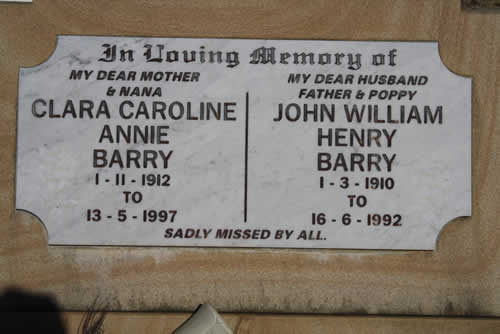 In Loving Memory of
MY DEAR MOTHER
& NANA
CLARA CAROLINE
ANNIE
BARRY
1-11-1912
TO
13-5-1997
MY DEAR HUSBAND
FATHER & POPPY
JOHN WILLIAM
HENRY
BARRY
1-3-1910
TO
16-6-1992
SADLY MISSED BY ALL.